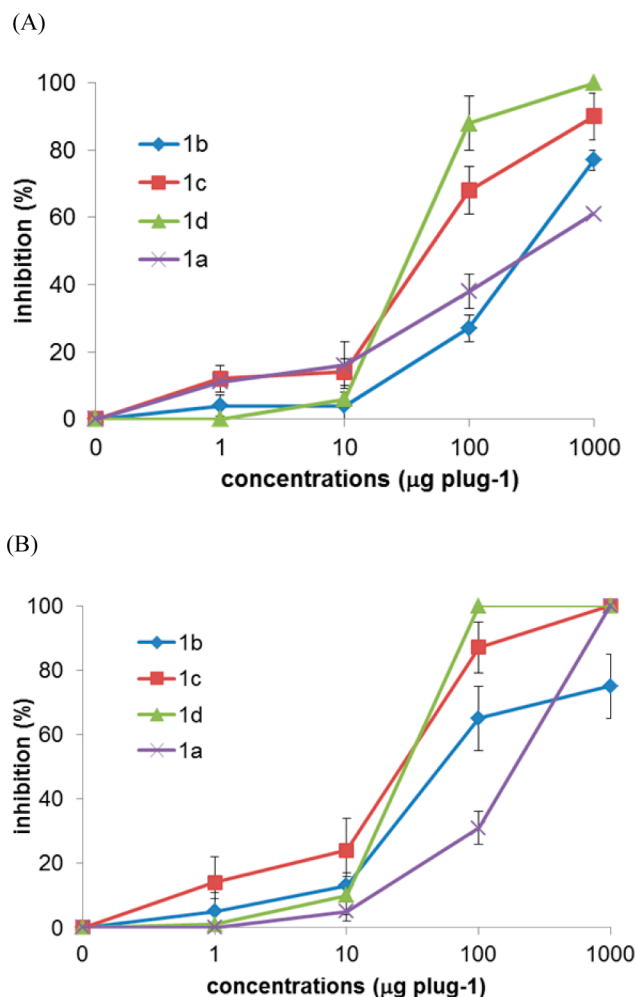 (A)
100
80
60
40
20
0
inhibition (%)
1b
1c
1d
1a
0 1 10 100 1000
concentrations (μg plug-1)
(B)
100
80
60
40
20
0
inhibition (%)
1b
1c
1d
1a
0 1 10 100 1000
concentrations (μg plug-1)